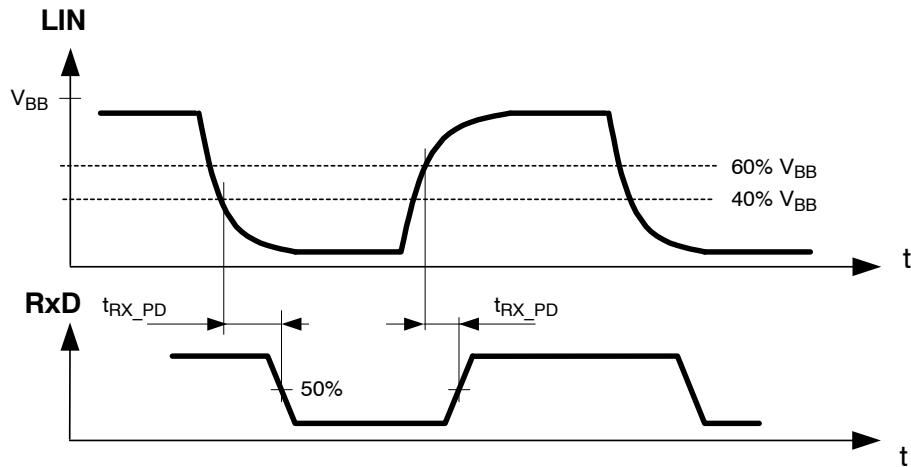 LIN
V_BB
60% V_BB
40% V_BB
t
RxD
t_RX_PD
t_RX_PD
50%
t